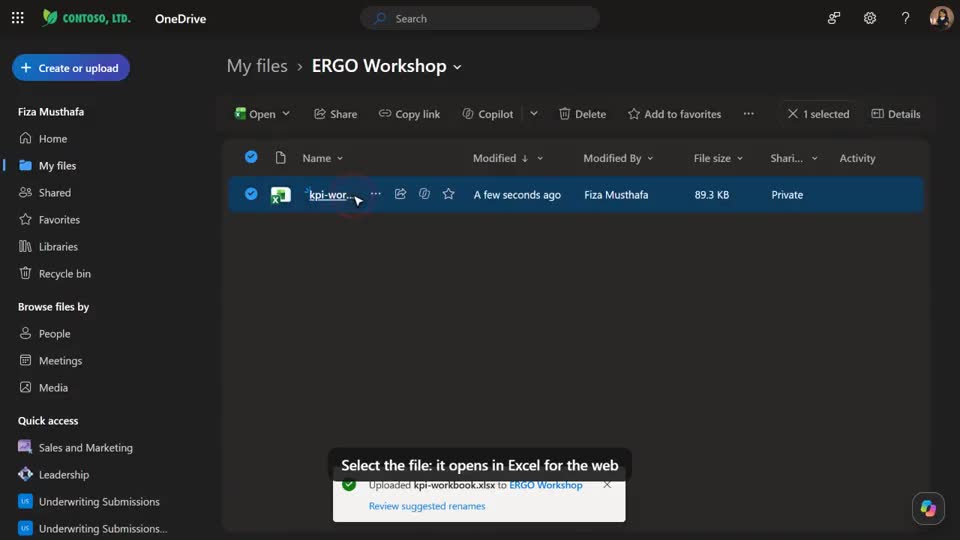 CONTOSO, LTD. OneDrive
Search
Create or upload
My files > ERGO Workshop
Open Share Copy link Copilot Delete Add to favorites ... 1 selected Details
Fiza Musthafa
Home
My files
Shared
Favorites
Libraries
Recycle bin
Browse files by
People
Meetings
Media
Quick access
Sales and Marketing
Leadership
US Underwriting Submissions
US Underwriting Submissions...
Name Modified Modified By File size Shari... Activity
kpi-wor... A few seconds ago Fiza Musthafa 89.3 KB Private
Select the file: it opens in Excel for the web
Uploaded kpi-workbook.xlsx to ERGO Workshop
Review suggested renames